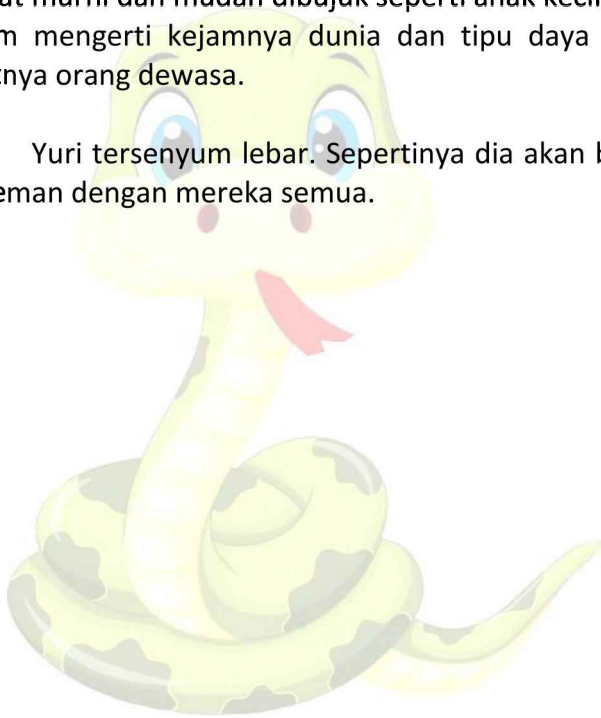 murni dan mudah dibujuk seperti anak kecil
mengerti kejamnya dunia dan tipu daya
orang dewasa.
Yuri tersenyum lebar. Sepertinya dia akan
dengan mereka semua.